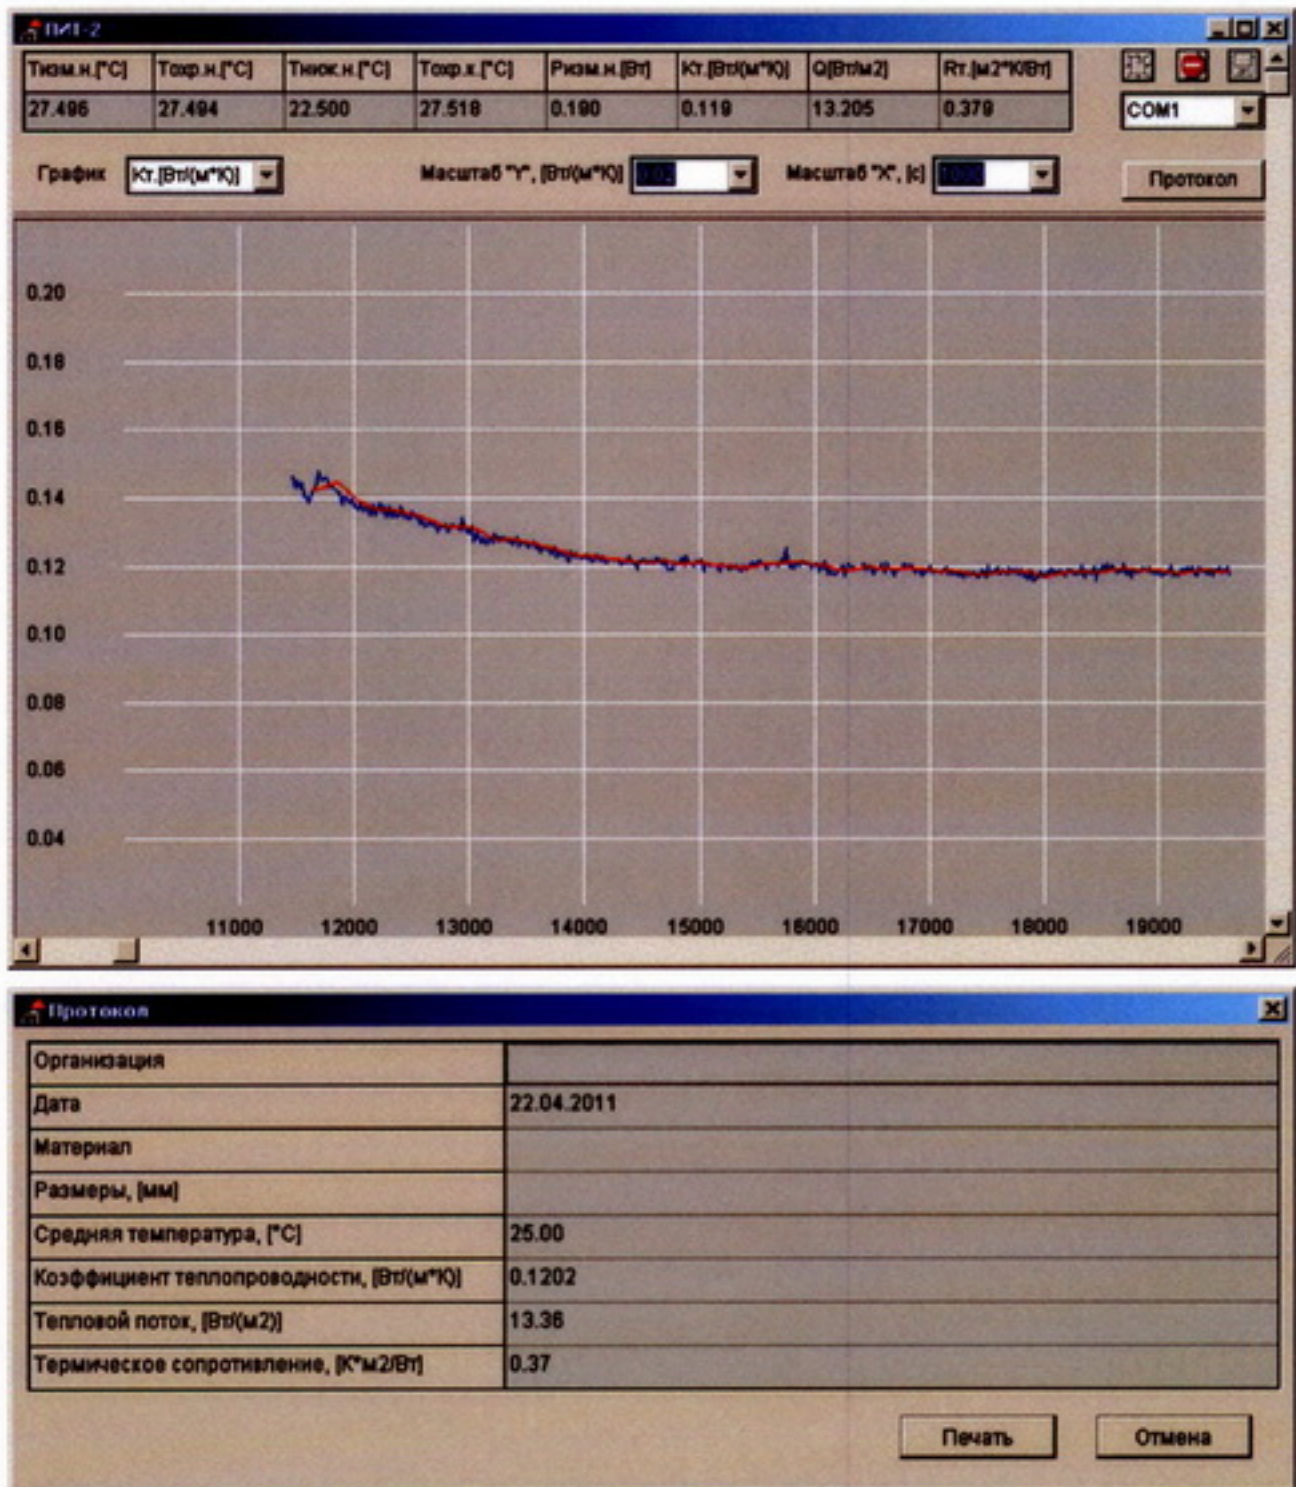 ПИТ-2
Тизм.н.[°C] Тохр.н.[°C] Тниж.н.[°C] Тохр.х.[°C] Ризм.н.[Вт] Кт.[Вт/(м*К)] Q[Вт/м2] Rт.[м2*К/Вт]
27.496 27.494 22.500 27.518 0.190 0.119 13.205 0.379
COM1
График Кт.[Вт/(м*К)] Масштаб "Y", [Вт/(м*К)] 0.02 Масштаб "X", [с] 1000 Протокол
0.20
0.18
0.16
0.14
0.12
0.10
0.08
0.06
0.04
11000 12000 13000 14000 15000 16000 17000 18000 19000
Протокол
Организация
Дата 22.04.2011
Материал
Размеры, [мм]
Средняя температура, [°C] 25.00
Коэффициент теплопроводности, [Вт/(м*К)] 0.1202
Тепловой поток, [Вт/(м2)] 13.36
Термическое сопротивление, [К*м2/Вт] 0.37
Печать Отмена